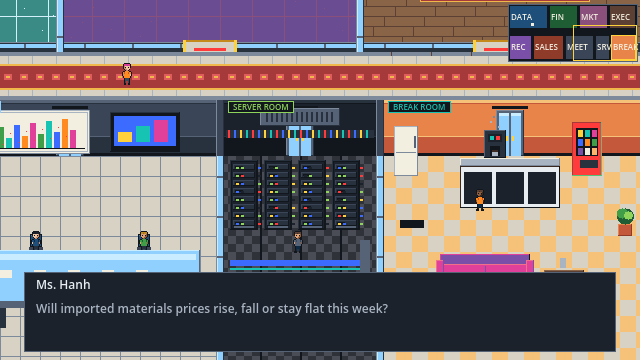 DATA FIN MKT EXEC
REC SALES MEET SRV BREAK
SERVER ROOM BREAK ROOM
Ms. Hanh
Will imported materials prices rise, fall or stay flat this week?